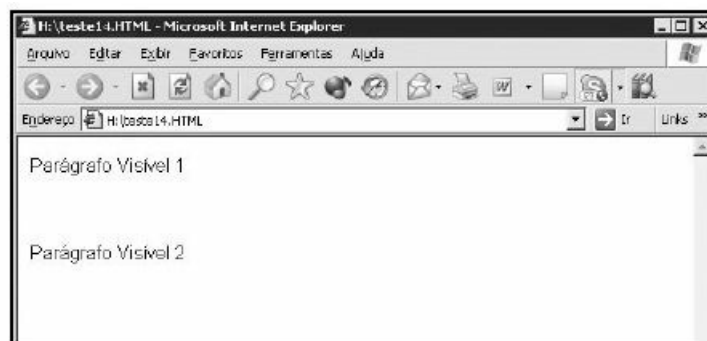 H:\teste14.HTML - Microsoft Internet Explorer
Arquivo Editar Exibir Favoritos Ferramentas Ajuda
Endereço H:\teste14.HTML Ir Links »
Parágrafo Visível 1
Parágrafo Visível 2